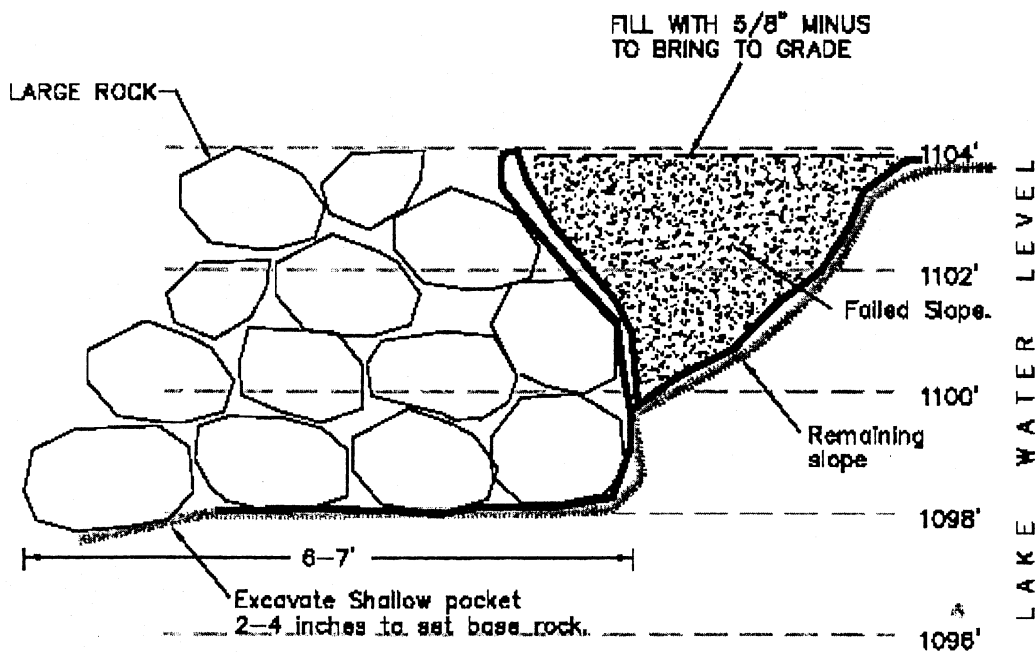 FILL WITH 5/8" MINUS
TO BRING TO GRADE
LARGE ROCK
1104'
1102'
Failed Slope.
1100'
Remaining
slope
1098'
6-7'
Excavate Shallow pocket
2-4 inches to set base rock.
1096'
LAKE WATER LEVEL